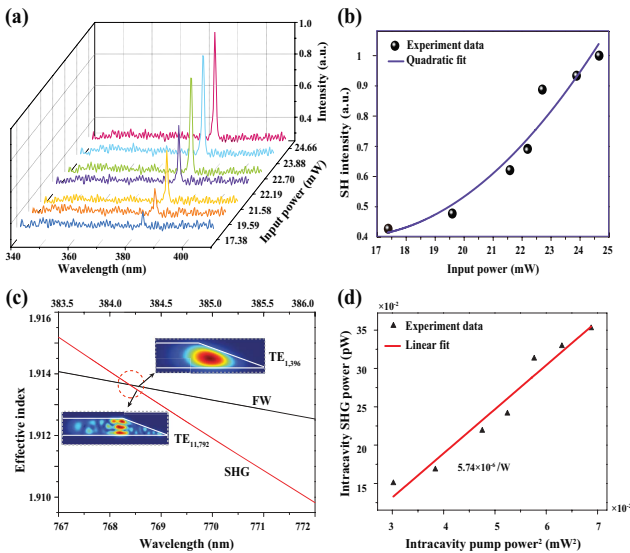 (a)
1.0
0.8
0.6
0.4
Intensity (a.u.)
24.66
23.88
22.70
22.19
21.58
19.59
17.38
Input power (mW)
340
360
380
400
Wavelength (nm)
(b)
Experiment data
Quadratic fit
1
0.9
0.8
0.7
0.6
0.5
0.4
SH intensity (a.u.)
17 18 19 20 21 22 23 24 25
Input power (mW)
(c)
383.5 384.0 384.5 385.0 385.5 386.0
1.916
1.914
1.912
1.910
Effective index
TE1,396
FW
TE11,792
SHG
767 768 769 770 771 772
Wavelength (nm)
(d)
×10⁻²
Experiment data
Linear fit
35
30
25
20
15
Intracavity SHG power (pW)
5.74×10⁻⁶/W
3 4 5 6 7
Intracavity pump power² (mW²)